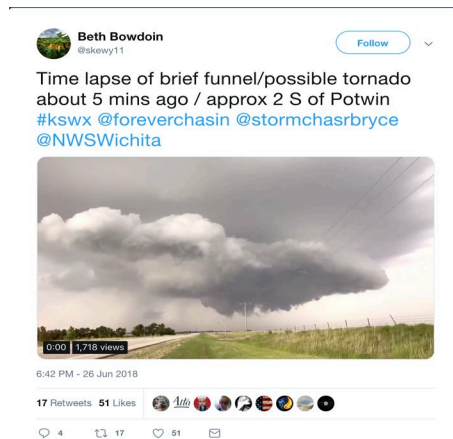 Beth Bowdoin
@skewy11
Follow
Time lapse of brief funnel/possible tornado
about 5 mins ago / approx 2 S of Potwin
#kswx @foreverchasin @stormchasrbryce
@NWSWichita
0:00 1,718 views
6:42 PM - 26 Jun 2018
17 Retweets 51 Likes
4 17 51